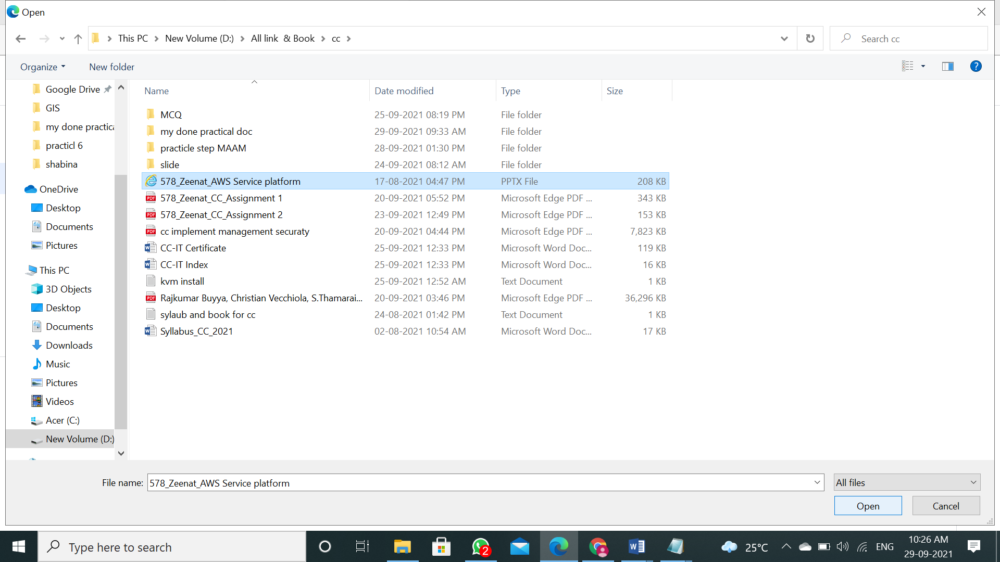 Open
This PC > New Volume (D:) > All link & Book > cc >
Search cc
Organize
New folder
Google Drive
GIS
my done practica
practicl 6
shabina
OneDrive
Desktop
Documents
Pictures
This PC
3D Objects
Desktop
Documents
Downloads
Music
Pictures
Videos
Acer (C:)
New Volume (D:)
Name Date modified Type Size
MCQ 25-09-2021 08:19 PM File folder
my done practical doc 29-09-2021 09:33 AM File folder
practicle step MAAM 28-09-2021 01:30 PM File folder
slide 24-09-2021 08:12 AM File folder
578_Zeenat_AWS Service platform 17-08-2021 04:47 PM PPTX File 208 KB
PDF 578_Zeenat_CC_Assignment 1 20-09-2021 05:52 PM Microsoft Edge PDF ... 343 KB
PDF 578_Zeenat_CC_Assignment 2 23-09-2021 12:49 PM Microsoft Edge PDF ... 153 KB
PDF cc implement management securaty 20-09-2021 04:44 PM Microsoft Edge PDF ... 7,823 KB
CC-IT Certificate 25-09-2021 12:33 PM Microsoft Word Doc... 119 KB
CC-IT Index 25-09-2021 12:33 PM Microsoft Word Doc... 16 KB
kvm install 25-09-2021 12:52 AM Text Document 1 KB
PDF Rajkumar Buyya, Christian Vecchiola, S.Thamarai... 20-09-2021 03:46 PM Microsoft Edge PDF ... 36,296 KB
sylaub and book for cc 24-08-2021 01:42 PM Text Document 1 KB
Syllabus_CC_2021 02-08-2021 10:54 AM Microsoft Word Doc... 17 KB
File name: 578_Zeenat_AWS Service platform
All files
Open
Cancel
Type here to search
2
25°C
ENG
10:26 AM
29-09-2021